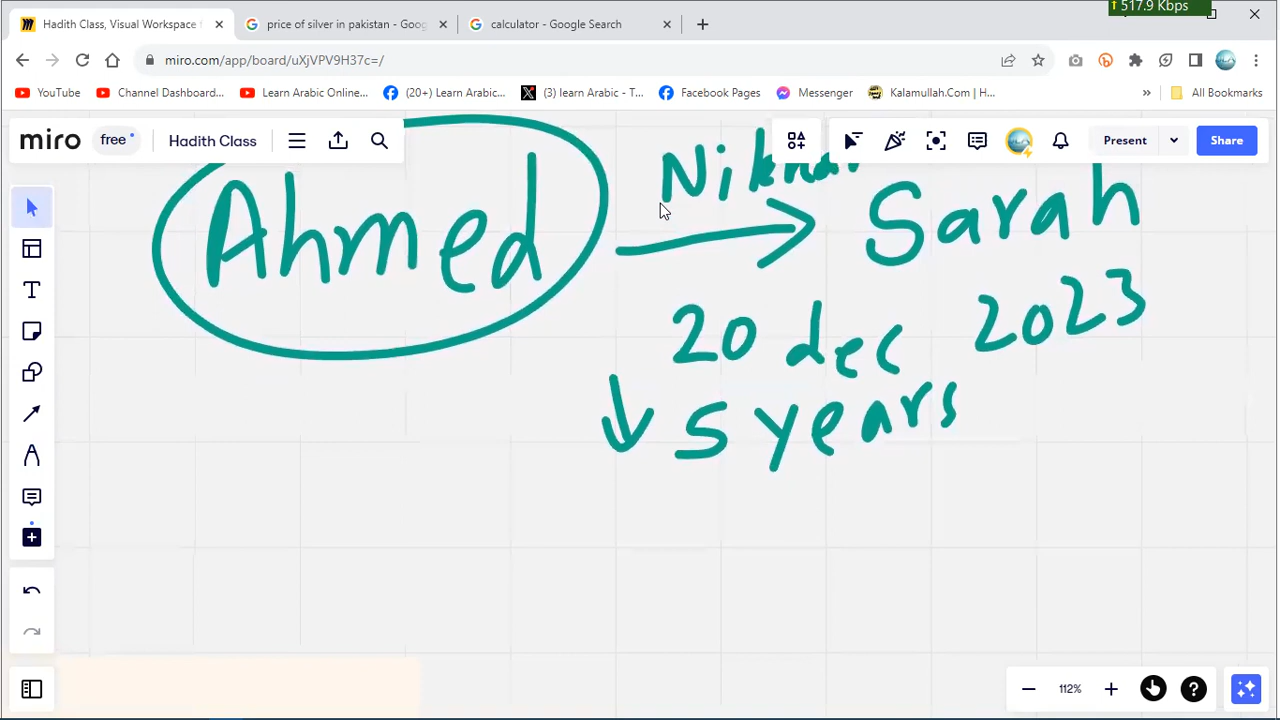 517.9 Kbps
Hadith Class, Visual Workspace f
price of silver in pakistan - Goog
calculator - Google Search
miro.com/app/board/uXjVPV9H37c=/
YouTube
Channel Dashboard...
Learn Arabic Online...
(20+) Learn Arabic...
(3) learn Arabic - T...
Facebook Pages
Messenger
Kalamullah.Com | H...
»
All Bookmarks
miro
free
Hadith Class
Present
Share
Ahmed
Sarah
20 dec 2023
5 years
112%